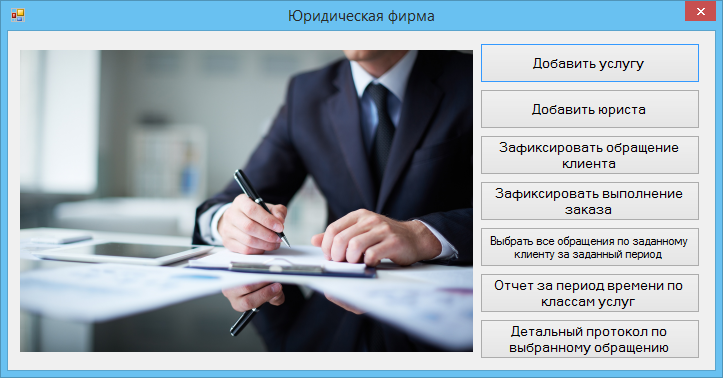 Юридическая фирма
Добавить услугу
Добавить юриста
Зафиксировать обращение
клиента
Зафиксировать выполнение
заказа
Выбрать все обращения по заданному
клиенту за заданный период
Отчет за период времени по
классам услуг
Детальный протокол по
выбранному обращению